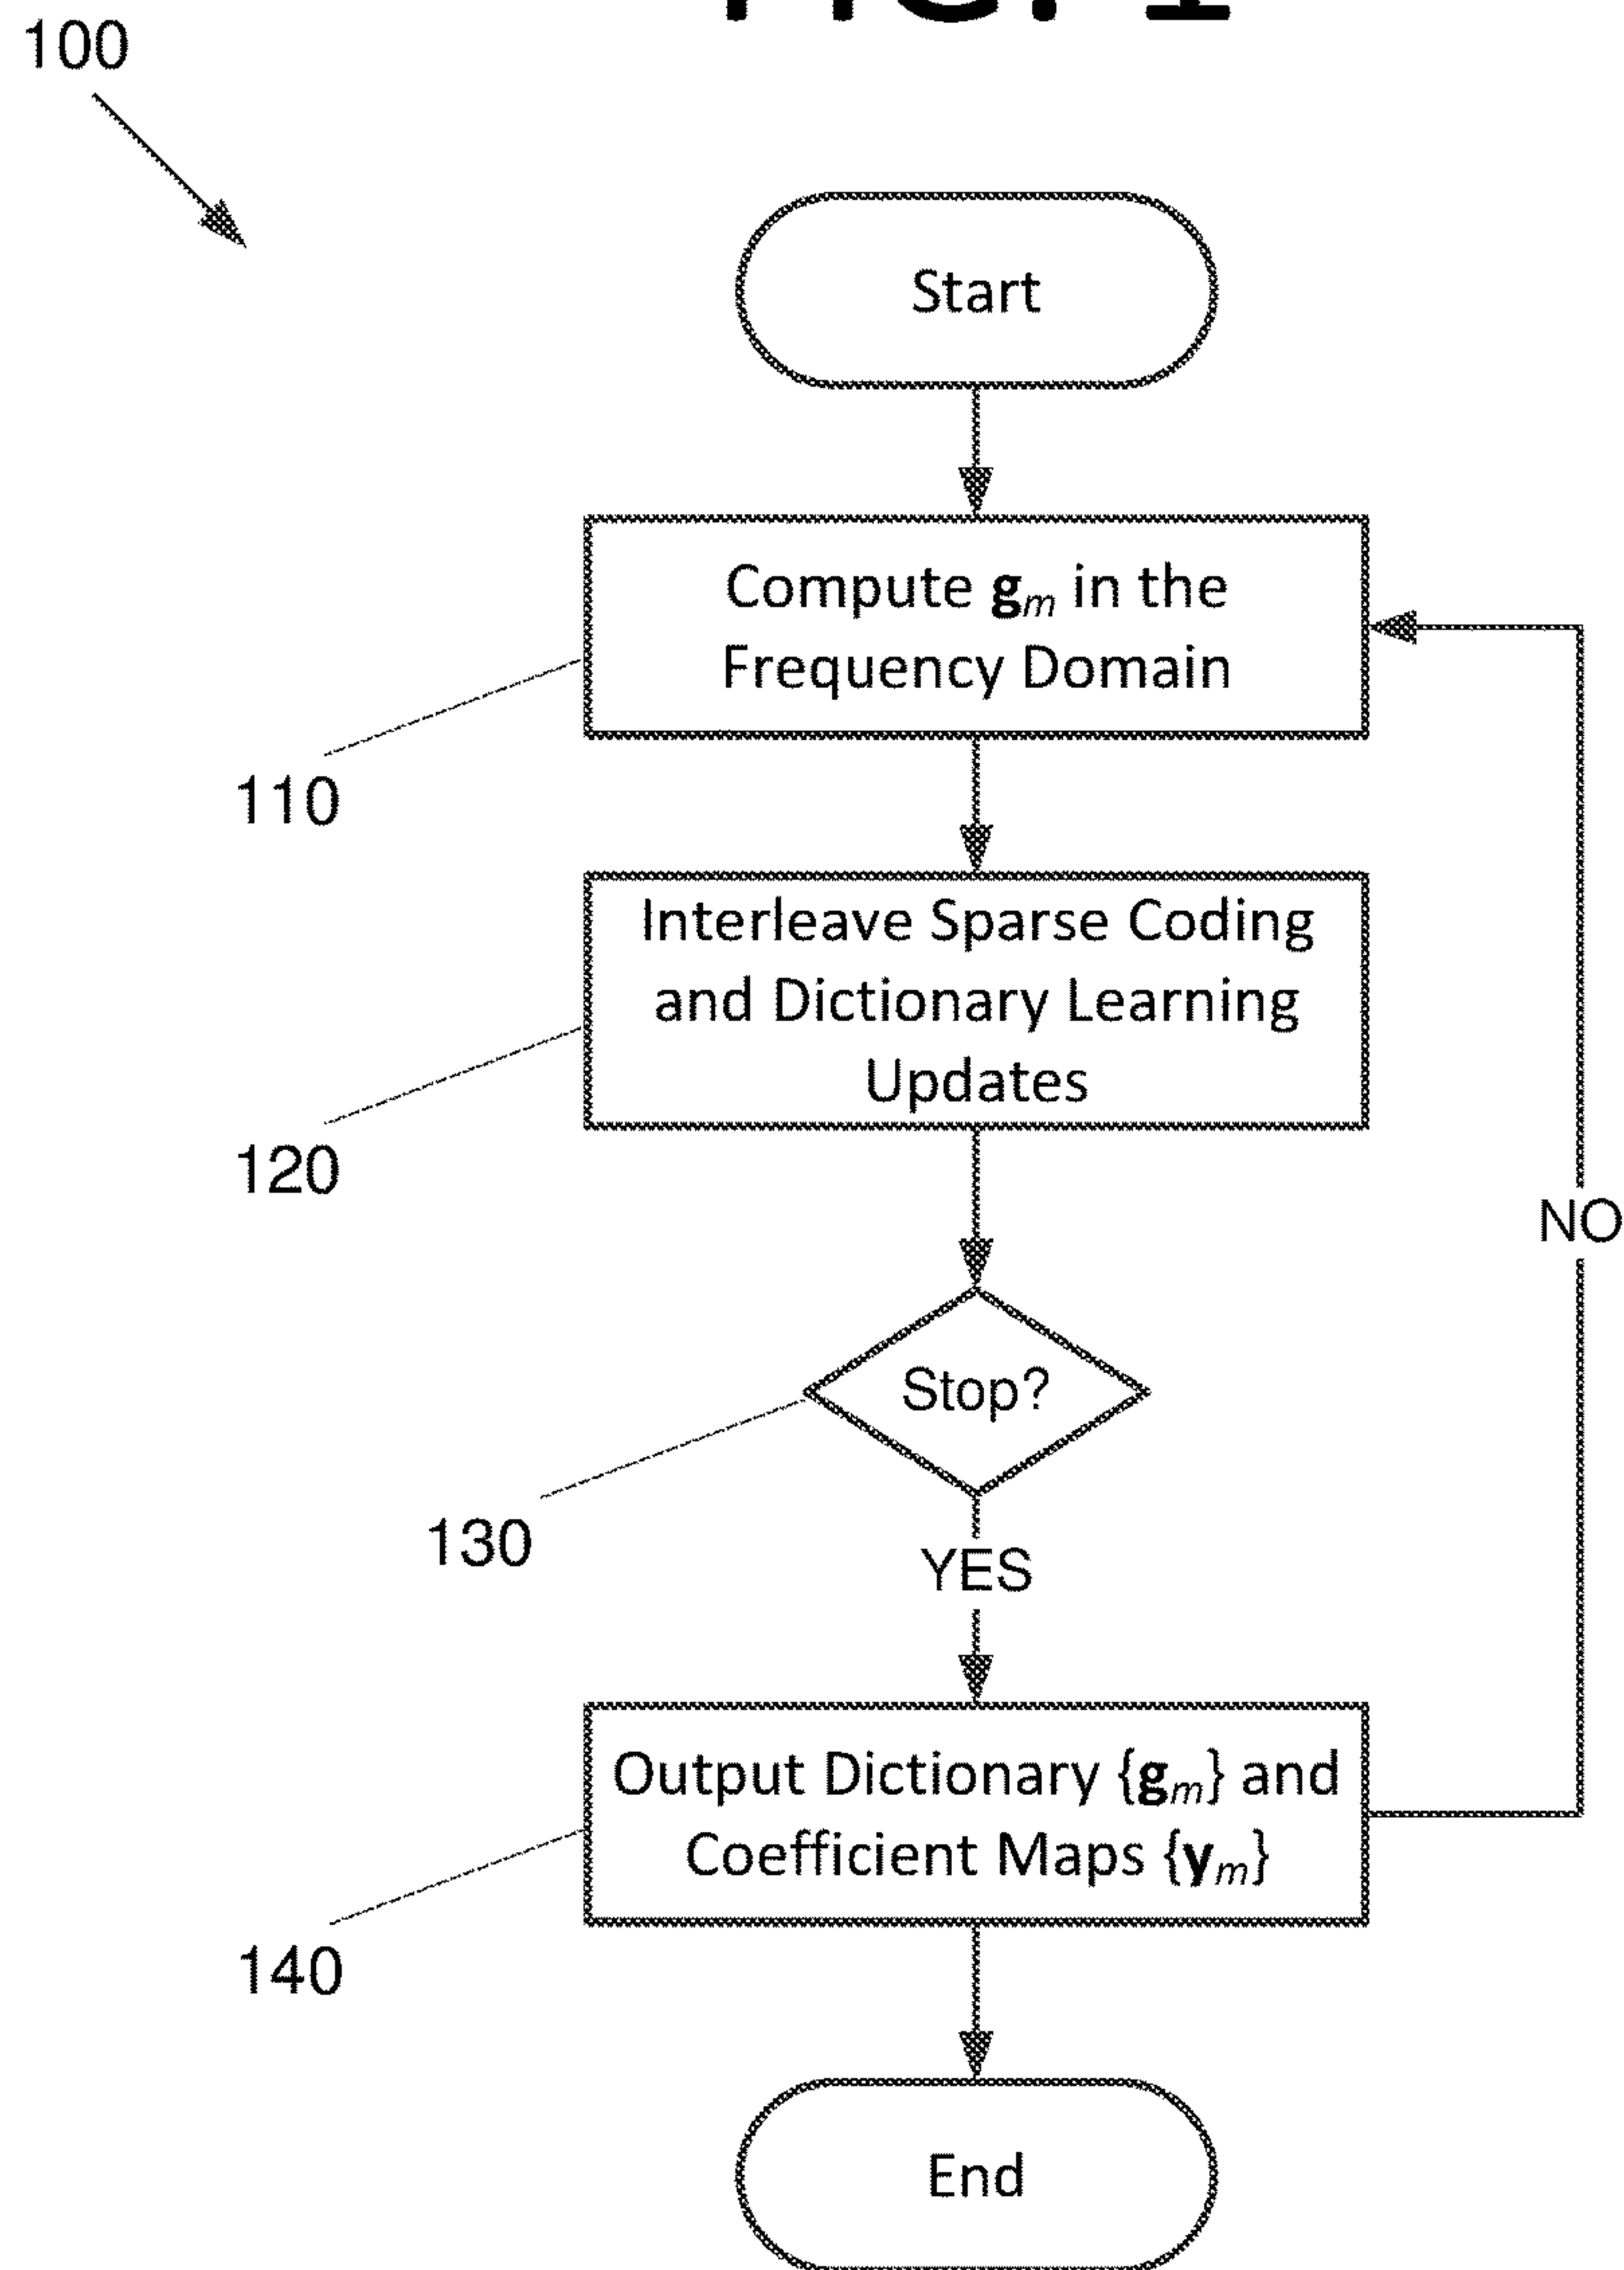 100
Start
Compute gm in the
Frequency Domain
110
Interleave Sparse Coding
and Dictionary Learning
Updates
120
NO
Stop?
130
YES
Output Dictionary {gm} and
Coefficient Maps {ym}
140
End